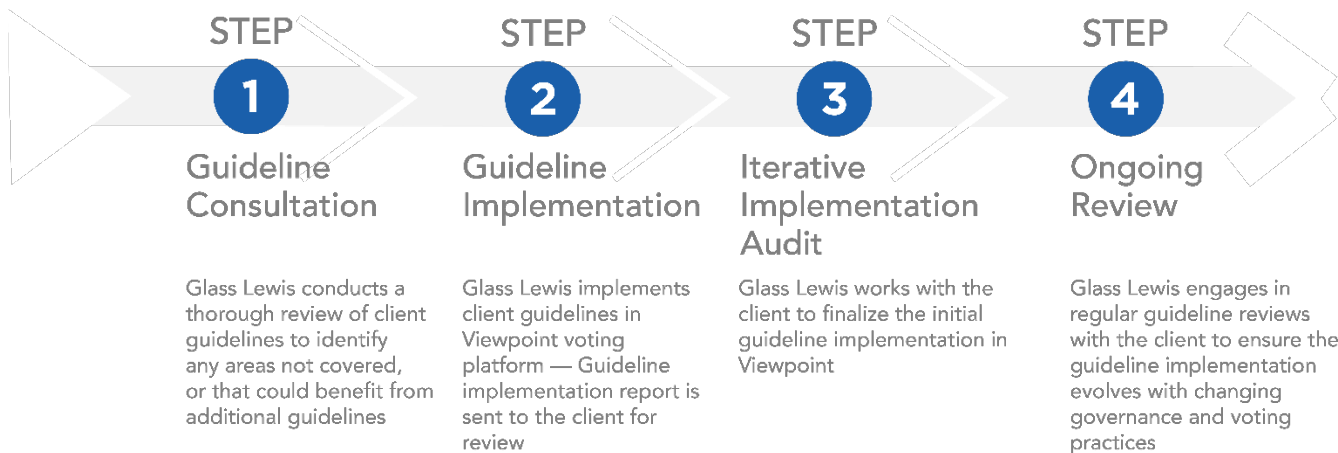 STEP
1
Guideline
Consultation
Glass Lewis conducts a
thorough review of client
guidelines to identify
any areas not covered,
or that could benefit from
additional guidelines
STEP
2
Guideline
Implementation
Glass Lewis implements
client guidelines in
Viewpoint voting
platform — Guideline
implementation report is
sent to the client for
review
STEP
3
Iterative
Implementation
Audit
Glass Lewis works with the
client to finalize the initial
guideline implementation in
Viewpoint
STEP
4
Ongoing
Review
Glass Lewis engages in
regular guideline reviews
with the client to ensure the
guideline implementation
evolves with changing
governance and voting
practices